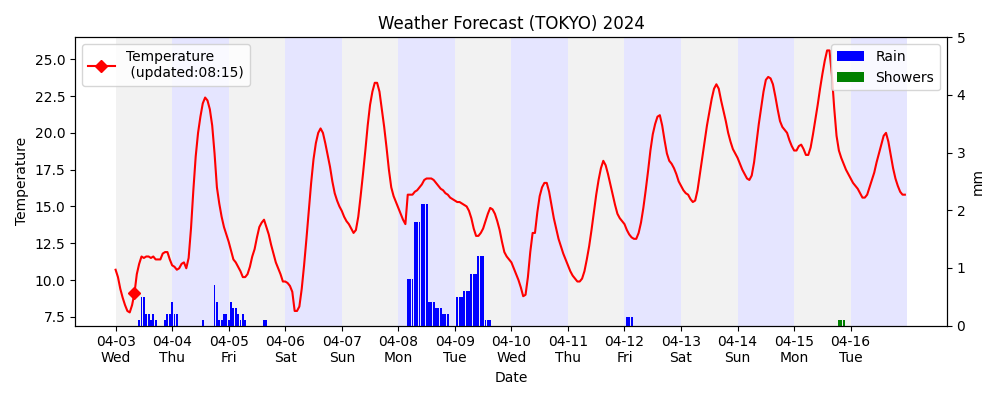 Weather Forecast (TOKYO) 2024
Temperature
(updated:08:15)
Rain
Showers
Temperature
25.0
22.5
20.0
17.5
15.0
12.5
10.0
7.5
5
4
3
2
1
0
mm
04-03 04-04 04-05 04-06 04-07 04-08 04-09 04-10 04-11 04-12 04-13 04-14 04-15 04-16
Wed Thu Fri Sat Sun Mon Tue Wed Thu Fri Sat Sun Mon Tue
Date